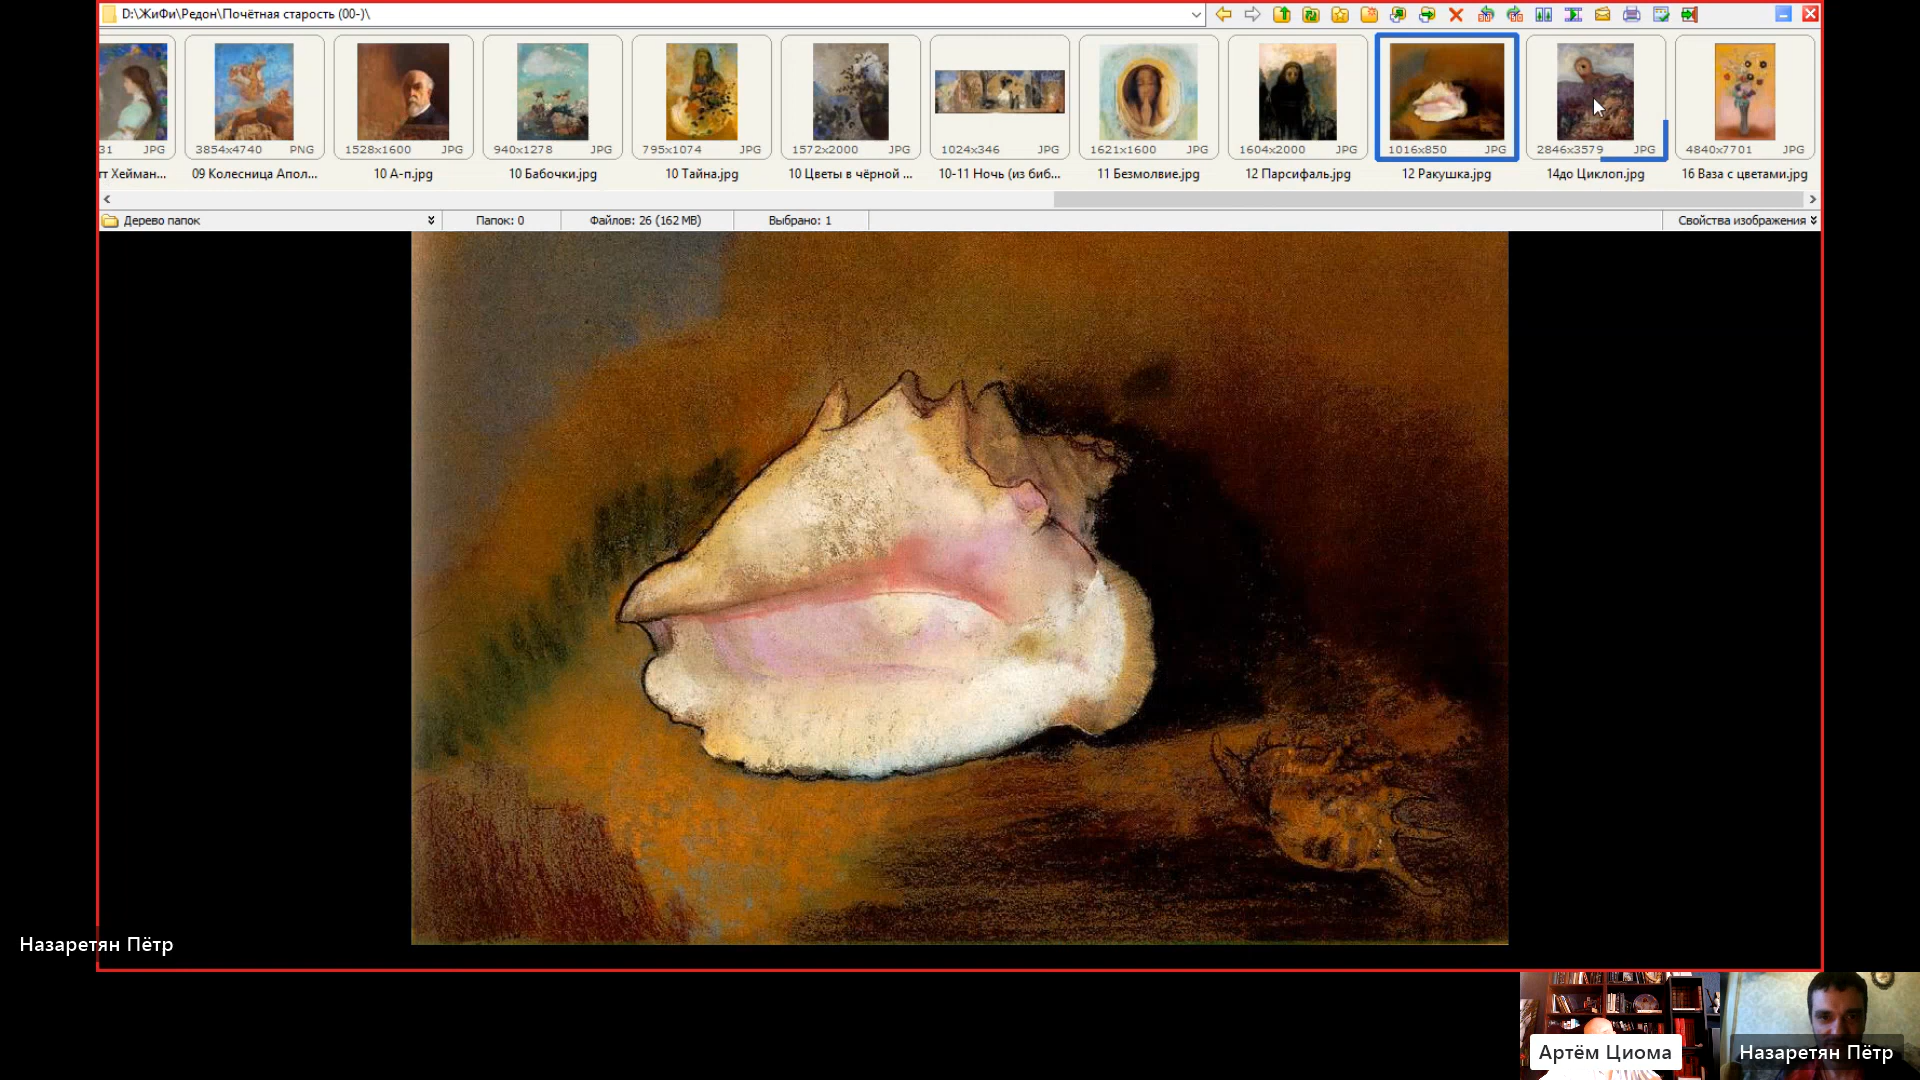 D:\ЖиФи\Редон\Почётная старость (00-)\
31 JPG
3854x4740 PNG
1528x1600 JPG
940x1278 JPG
795x1074 JPG
1572x2000 JPG
1024x346 JPG
1621x1600 JPG
1604x2000 JPG
1016x850 JPG
2846x3579 JPG
4840x7701 JPG
тт Хейман...
09 Колесница Апол...
10 А-п.jpg
10 Бабочки.jpg
10 Тайна.jpg
10 Цветы в чёрной ...
10-11 Ночь (из биб...
11 Безмолвие.jpg
12 Парсифаль.jpg
12 Ракушка.jpg
14до Циклоп.jpg
16 Ваза с цветами.jpg
Дерево папок
Папок: 0
Файлов: 26 (162 MB)
Выбрано: 1
Свойства изображения
Назаретян Пётр
Артём Циома
Назаретян Пётр